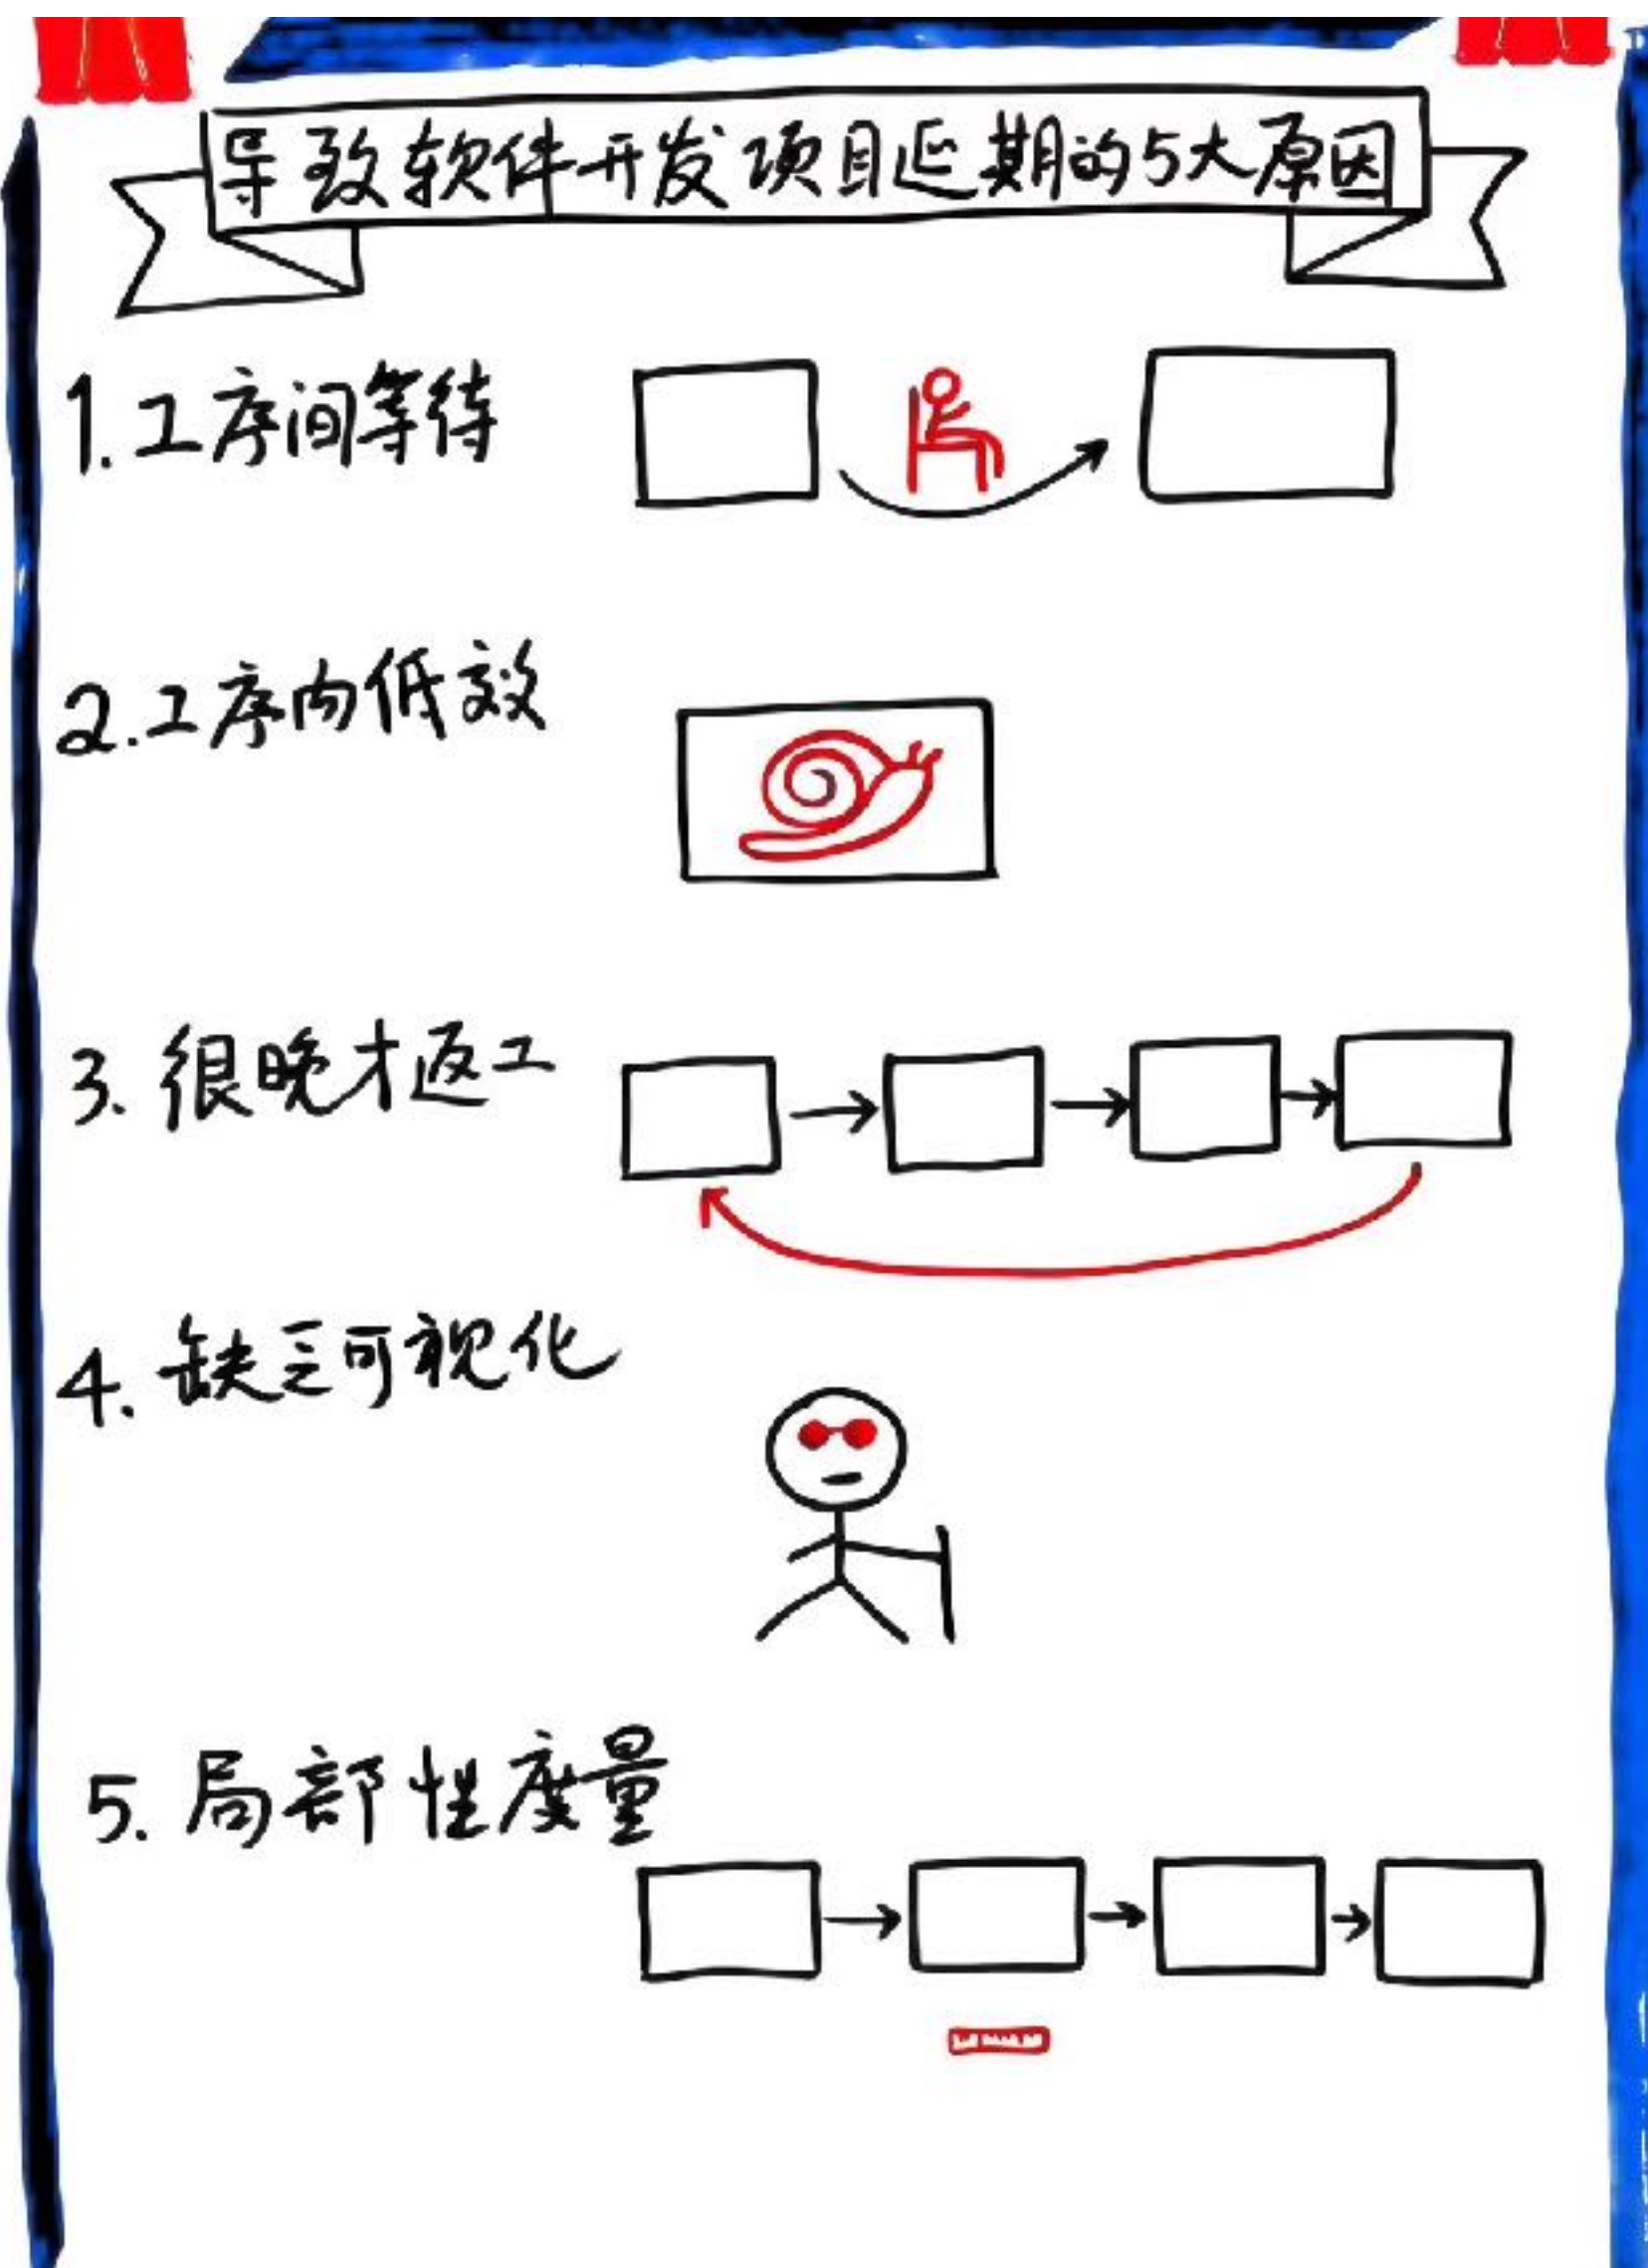 导致软件开发项目延期的5大原因
1.工序间等待
2.工序内低效
3.很晚才返工
4.缺乏可视化
5.局部性度量